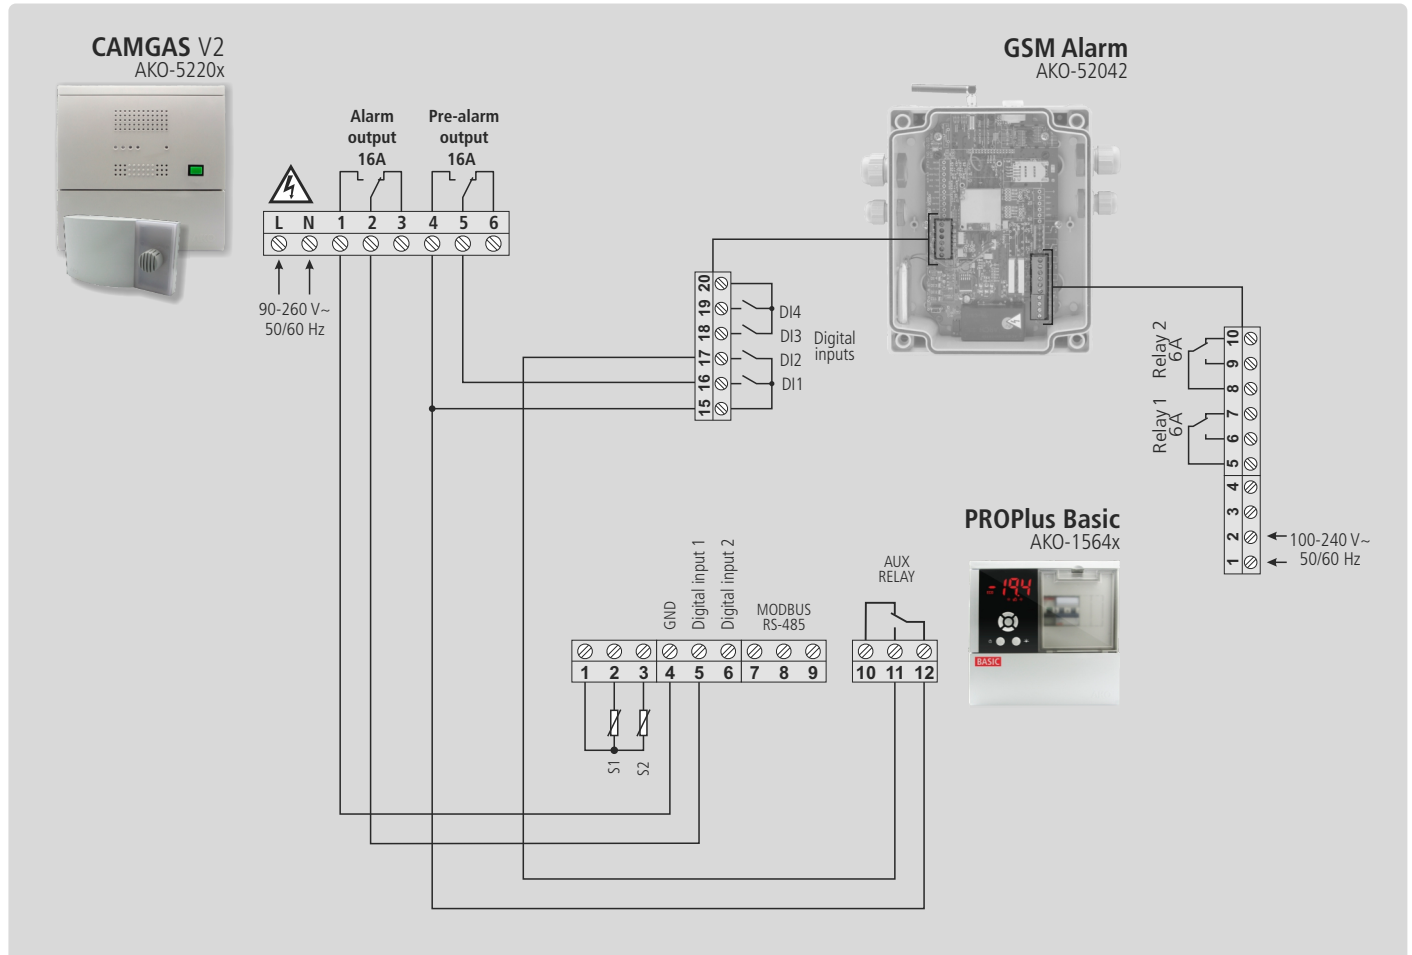 CAMGAS V2
AKO-5220x
GSM Alarm
AKO-52042
Alarm
output
16A
Pre-alarm
output
16A
L N 1 2 3 4 5 6
90-260 V~
50/60 Hz
20
19
18
17
16
15
DI4
DI3
DI2
DI1
Digital
inputs
Relay 2
6A
Relay 1
6A
10
9
8
7
6
5
4
3
2
1
100-240 V~
50/60 Hz
PROPlus Basic
AKO-1564x
-19.4
BASIC
GND
Digital input 1
Digital input 2
MODBUS
RS-485
AUX
RELAY
1 2 3 4 5 6 7 8 9
10 11 12
S1
S2